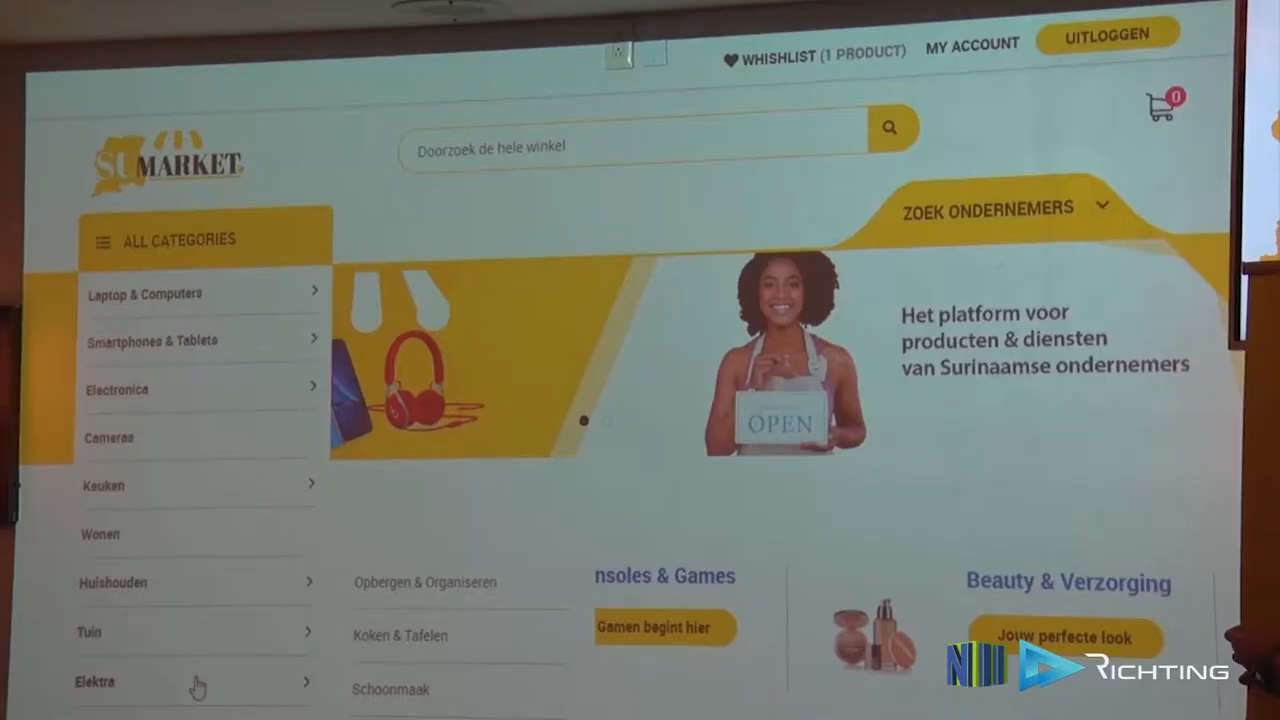 WHISHLIST (1 PRODUCT)
MY ACCOUNT
UITLOGGEN
0
SUMARKET
Doorzoek de hele winkel
ZOEK ONDERNEMERS
ALL CATEGORIES
Laptop & Computers
Smartphones & Tablets
Electronica
Cameras
Keuken
Wonen
Huishouden
Tuin
Elektra
Het platform voor
producten & diensten
van Surinaamse ondernemers
OPEN
Opbergen & Organiseren
Koken & Tafelen
Schoonmaak
nsoles & Games
Gamen begint hier
Beauty & Verzorging
Jouw perfecte look
RICHTING